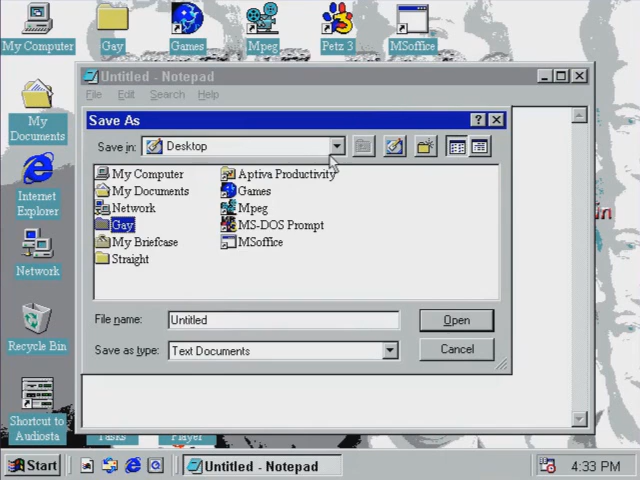 My Computer
Gay
Games
Mpeg
Petz 3
MSoffice
Untitled - Notepad
File Edit Search Help
My
Documents
Internet
Explorer
Network
Recycle Bin
Shortcut to
Audiosta
Save As
Save in: Desktop
My Computer
My Documents
Network
Gay
My Briefcase
Straight
Aptiva Productivity
Games
Mpeg
MS-DOS Prompt
MSoffice
File name: Untitled
Open
Save as type: Text Documents
Cancel
in
Tasks
Player
Start
Untitled - Notepad
4:33 PM